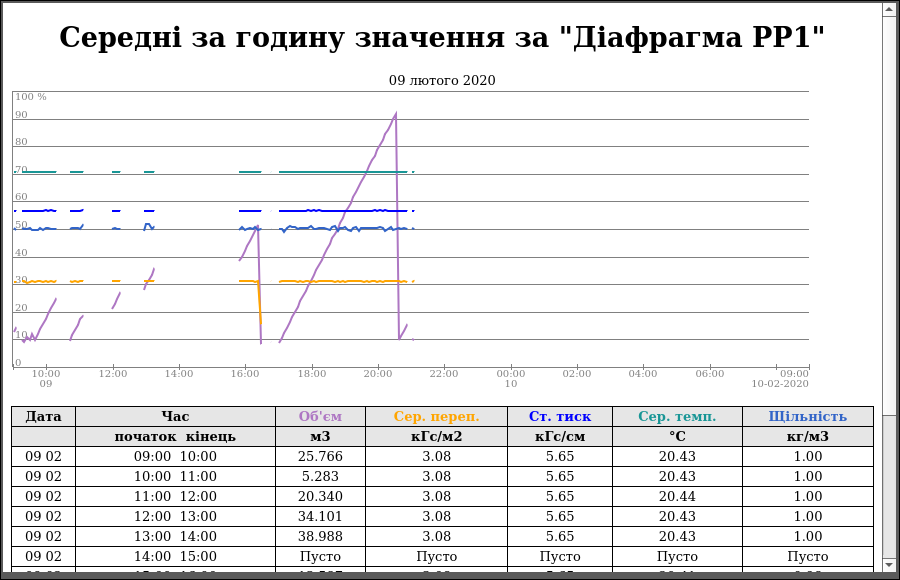 Середні за годину значення за "Діафрагма РР1"
09 лютого 2020
100 %
90
80
70
60
50
40
30
20
10
0
10:00 12:00 14:00 16:00 18:00 20:00 22:00 00:00 02:00 04:00 06:00 09:00
09 10 10-02-2020
Дата Час Об'єм Сер. переп. Ст. тиск Сер. темп. Щільність
початок кінець м3 кГс/м2 кГс/см °C кг/м3
09 02 09:00 10:00 25.766 3.08 5.65 20.43 1.00
09 02 10:00 11:00 5.283 3.08 5.65 20.43 1.00
09 02 11:00 12:00 20.340 3.08 5.65 20.44 1.00
09 02 12:00 13:00 34.101 3.08 5.65 20.43 1.00
09 02 13:00 14:00 38.988 3.08 5.65 20.43 1.00
09 02 14:00 15:00 Пусто Пусто Пусто Пусто Пусто